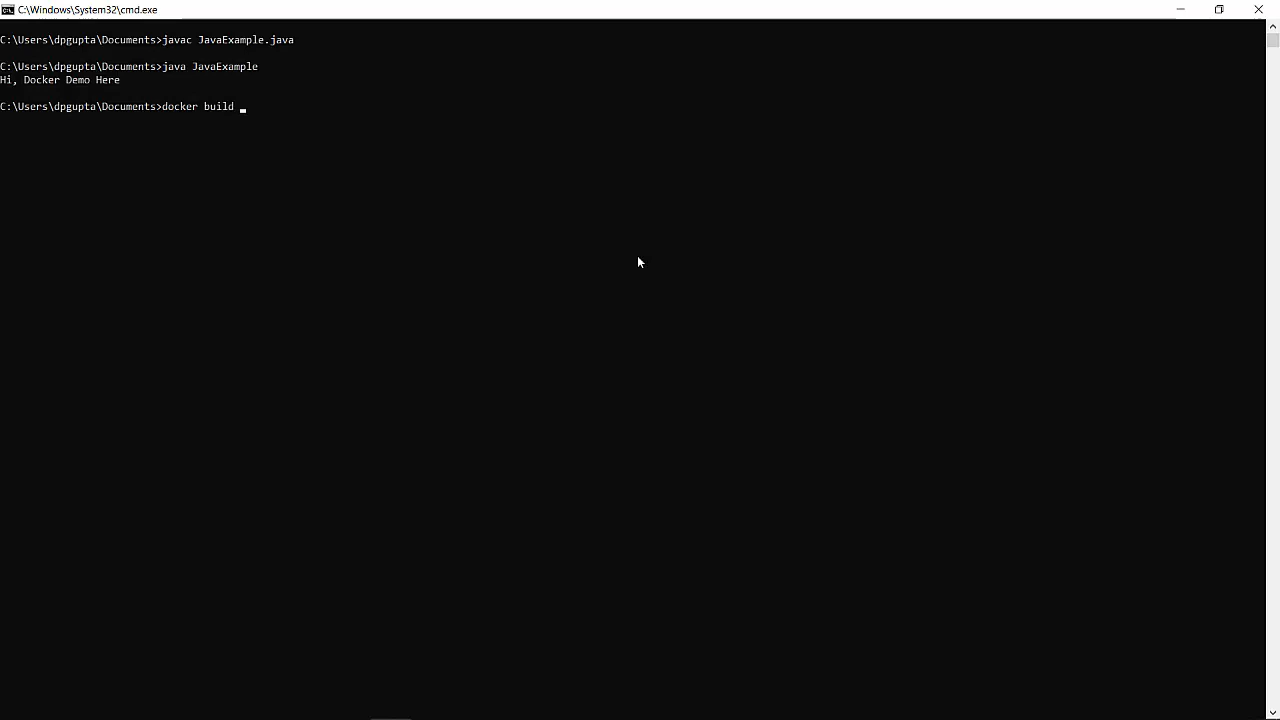 C:\Windows\System32\cmd.exe
C:\Users\dpgupta\Documents>javac JavaExample.java
C:\Users\dpgupta\Documents>java JavaExample
Hi, Docker Demo Here
C:\Users\dpgupta\Documents>docker build